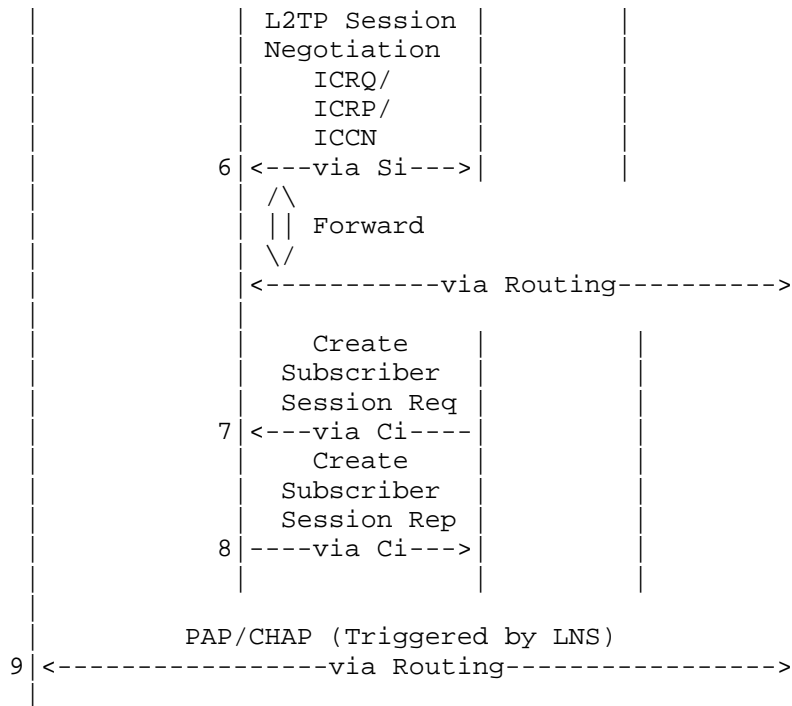 |            | L2TP Session |        |
|            | Negotiation  |        |
|            |    ICRQ/     |        |
|            |    ICRP/     |        |
|            |    ICCN      |        |
|           6|<---via Si--->|        |
|            | /\
|            | || Forward
|            | \/
|            |<-----------via Routing---------->
|            |
|            |    Create    |         |
|            |  Subscriber  |         |
|            |  Session Req |         |
|           7|<---via Ci----|         |
|            |    Create    |         |
|            |  Subscriber  |         |
|            |  Session Rep |         |
|           8|----via Ci--->|         |
|            |              |         |
|
|         PAP/CHAP (Triggered by LNS)
9|<-----------------via Routing----------------->
|